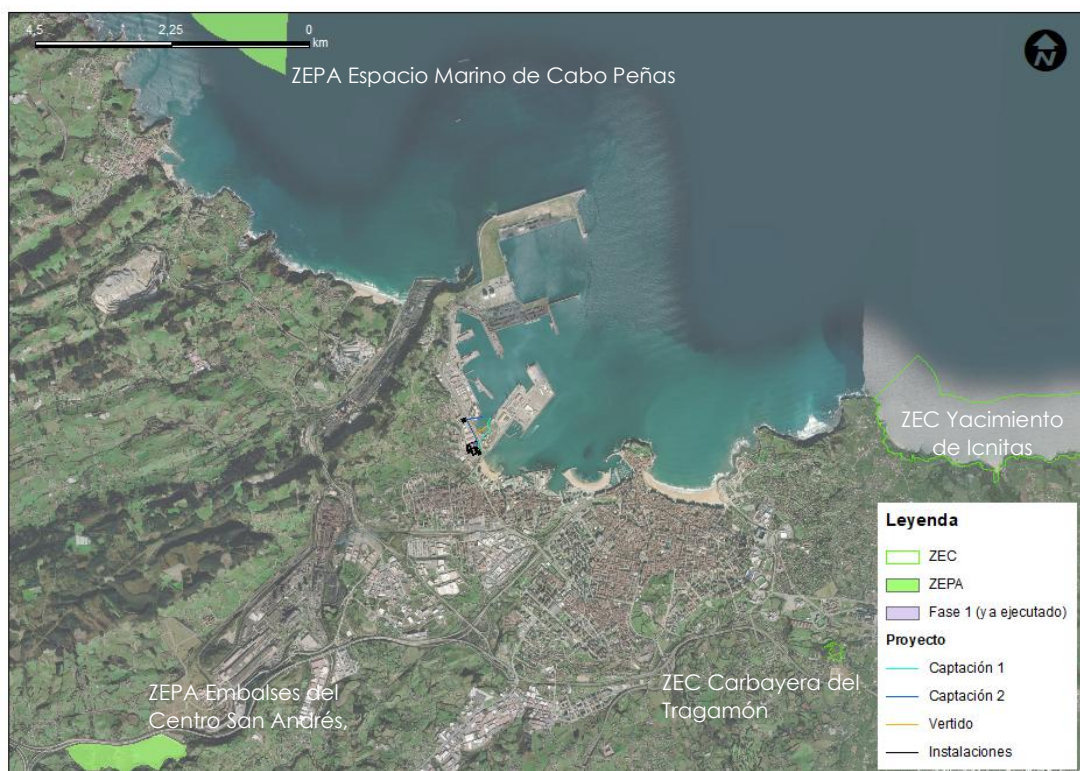 4,5 2,25 0
km
N
ZEPA Espacio Marino de Cabo Peñas
ZEC Yacimiento
de Icnitas
ZEPA Embalses del
Centro San Andrés,
ZEC Carbayera del
Tragamón
Leyenda
ZEC
ZEPA
Fase 1 (ya ejecutado)
Proyecto
Captación 1
Captación 2
Vertido
Instalaciones